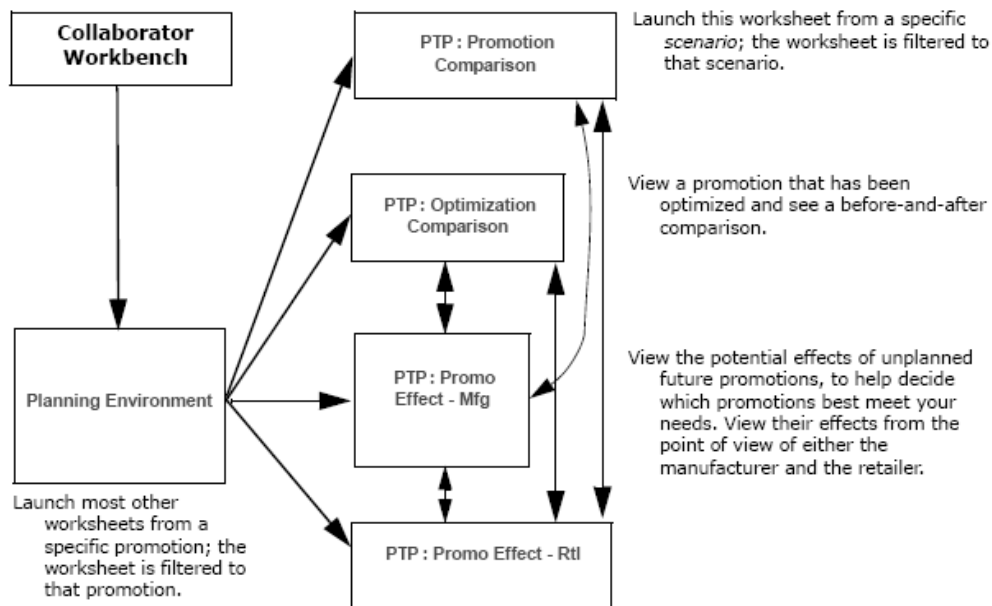 Collaborator
Workbench
PTP : Promotion
Comparison
Launch this worksheet from a specific
scenario; the worksheet is filtered to
that scenario.
PTP : Optimization
Comparison
View a promotion that has been
optimized and see a before-and-after
comparison.
Planning Environment
PTP : Promo
Effect - Mfg
View the potential effects of unplanned
future promotions, to help decide
which promotions best meet your
needs. View their effects from the
point of view of either the
manufacturer and the retailer.
Launch most other
worksheets from a
specific promotion; the
worksheet is filtered to
that promotion.
PTP : Promo Effect - Rtl